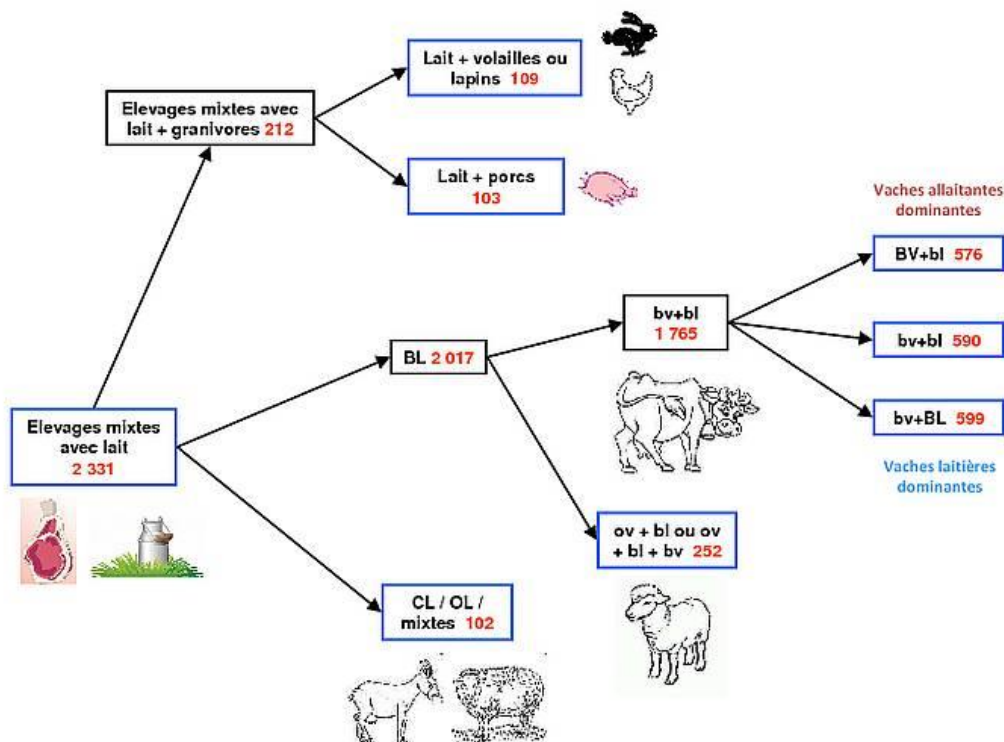 Lait + volailles ou
lapins 109
Elevages mixtes avec
lait + granivores 212
Lait + porcs
103
Vaches allaitantes
dominantes
BV+bl 576
bv+bl
1 765
bv+bl 590
BL 2 017
bv+BL 599
Elevages mixtes
avec lait
2 331
Vaches laitières
dominantes
ov + bl ou ov
+ bl + bv 252
CL / OL /
mixtes 102